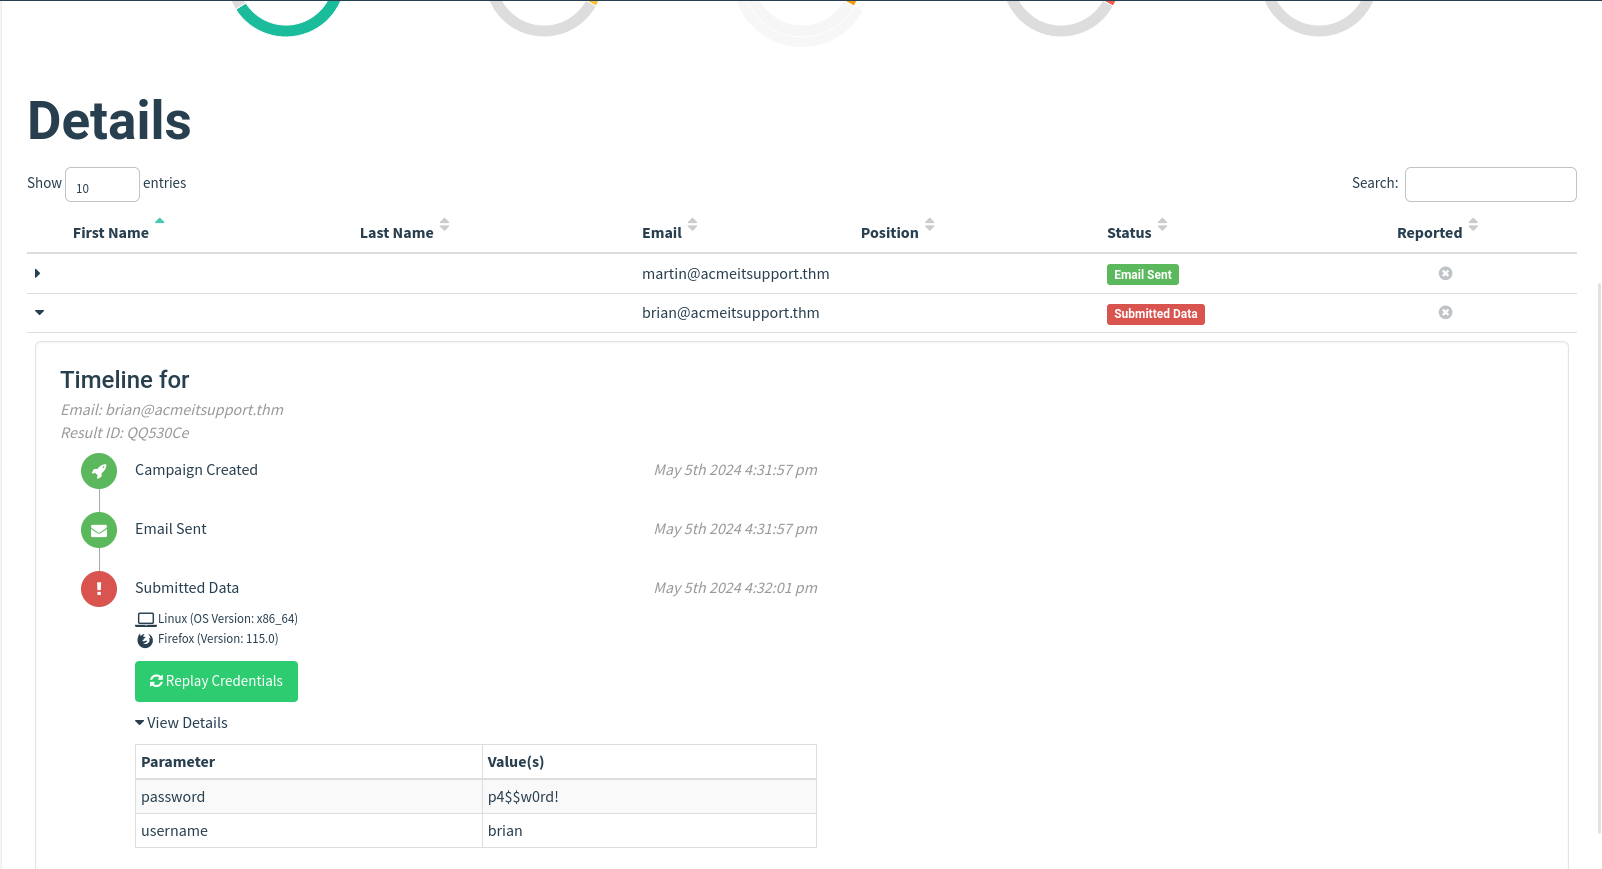 Details
Show 10 entries Search:
First Name Last Name Email Position Status Reported
martin@acmeitsupport.thm Email Sent
brian@acmeitsupport.thm Submitted Data
Timeline for
Email: brian@acmeitsupport.thm
Result ID: QQ530Ce
Campaign Created May 5th 2024 4:31:57 pm
Email Sent May 5th 2024 4:31:57 pm
Submitted Data May 5th 2024 4:32:01 pm
Linux (OS Version: x86_64)
Firefox (Version: 115.0)
Replay Credentials
View Details
Parameter Value(s)
password p4$$w0rd!
username brian